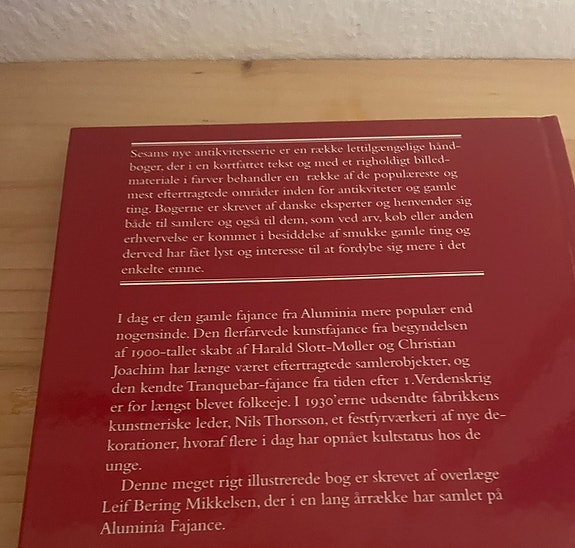 Sesams nye antikvitetsserie er en række lettilgængelige hånd-
bøger, der i en kortfattet tekst og med et righoldigt billed-
materiale i farver behandler en række af de populæreste og
mest eftertragtede områder inden for antikviteter og gamle
ting. Bøgerne er skrevet af danske eksperter og henvender sig
både til samlere og også til dem, som ved arv, køb eller anden
erhvervelse er kommet i besiddelse af smukke gamle ting og
derved har fået lyst og interesse til at fordybe sig mere i det
enkelte emne.
I dag er den gamle fajance fra Aluminia mere populær end
nogensinde. Den flerfarvede kunstfajance fra begyndelsen
af 1900-tallet skabt af Harald Slott-Møller og Christian
Joachim har længe været eftertragtede samlerobjekter, og
den kendte Tranquebar-fajance fra tiden efter 1.Verdenskrig
er for længst blevet folkeeje. I 1930'erne udsendte fabrikkens
kunstneriske leder, Nils Thorsson, et festfyrværkeri af nye de-
korationer, hvoraf flere i dag har opnået kultstatus hos de
unge.
Denne meget rigt illustrerede bog er skrevet af overlæge
Leif Bering Mikkelsen, der i en lang årrække har samlet på
Aluminia Fajance.